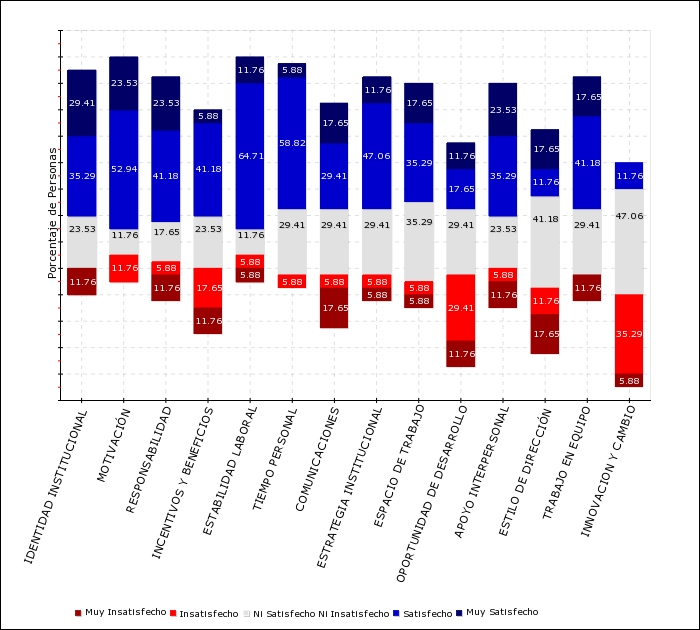 Porcentaje de Personas
29.41 35.29 23.53 11.76
23.53 52.94 11.76 11.76
23.53 41.18 17.65 5.88 11.76
5.88 41.18 23.53 17.65 11.76
11.76 64.71 11.76 5.88 5.88
5.88 58.82 29.41 5.88
17.65 29.41 29.41 5.88 17.65
11.76 47.06 29.41 5.88 5.88
17.65 35.29 35.29 5.88 5.88
11.76 17.65 29.41 29.41 11.76
23.53 35.29 23.53 5.88 11.76
17.65 11.76 41.18 11.76 17.65
17.65 41.18 29.41 11.76
11.76 47.06 35.29 5.88
IDENTIDAD INSTITUCIONAL
MOTIVACIÓN
RESPONSABILIDAD
INCENTIVOS Y BENEFICIOS
ESTABILIDAD LABORAL
TIEMPO PERSONAL
COMUNICACIONES
ESTRATEGIA INSTITUCIONAL
ESPACIO DE TRABAJO
OPORTUNIDAD DE DESARROLLO
APOYO INTERPERSONAL
ESTILO DE DIRECCIÓN
TRABAJO EN EQUIPO
INNOVACION Y CAMBIO
Muy Insatisfecho Insatisfecho Ni Satisfecho Ni Insatisfecho Satisfecho Muy Satisfecho